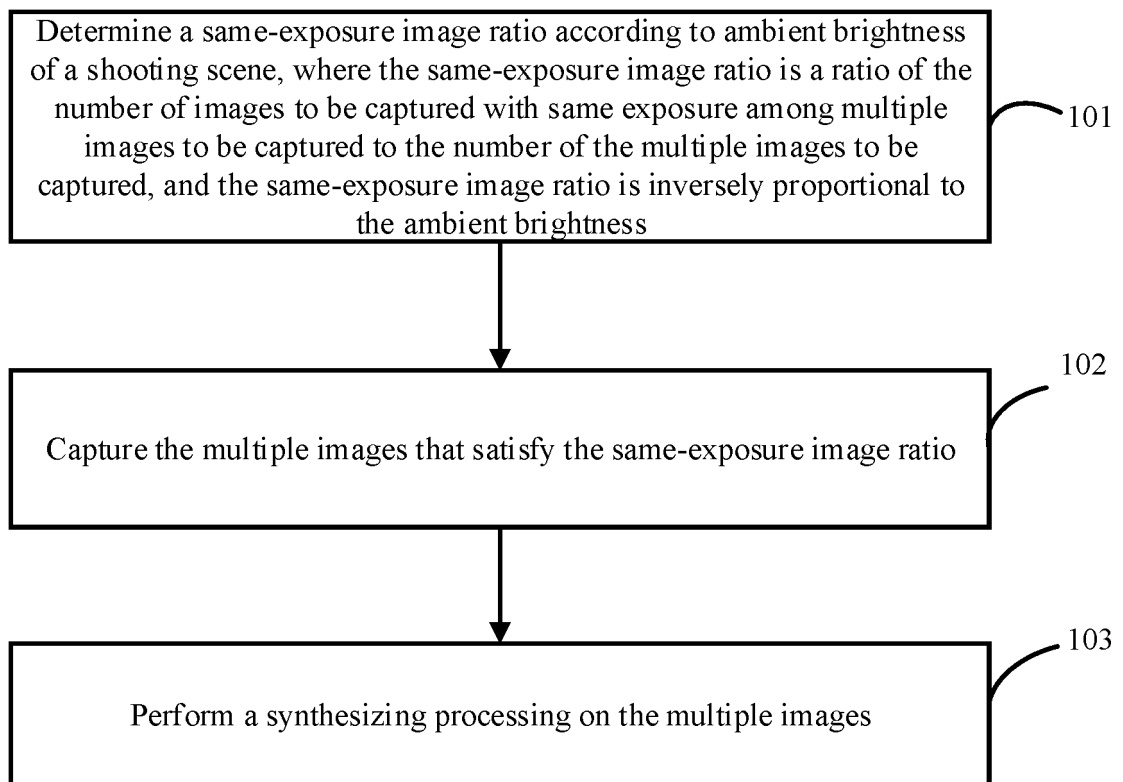 Determine a same-exposure image ratio according to ambient brightness
of a shooting scene, where the same-exposure image ratio is a ratio of the
number of images to be captured with same exposure among multiple
images to be captured to the number of the multiple images to be
captured, and the same-exposure image ratio is inversely proportional to
the ambient brightness
101
102
Capture the multiple images that satisfy the same-exposure image ratio
103
Perform a synthesizing processing on the multiple images